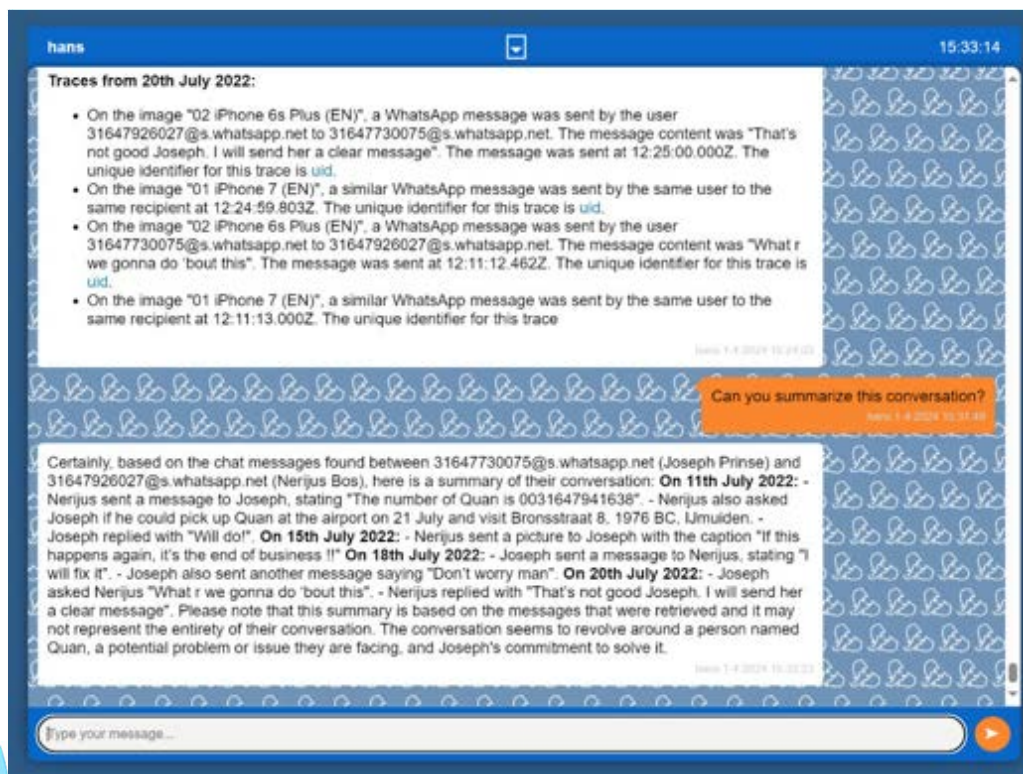 hans
15:33:14
Traces from 20th July 2022:
• On the image "02 iPhone 6s Plus (EN)", a WhatsApp message was sent by the user
31647926027@s.whatsapp.net to 31647730075@s.whatsapp.net. The message content was "That's
not good Joseph. I will send her a clear message". The message was sent at 12:25:00.000Z. The
unique identifier for this trace is uid.
• On the image "01 iPhone 7 (EN)", a similar WhatsApp message was sent by the same user to the
same recipient at 12:24:59.803Z. The unique identifier for this trace is uid.
• On the image "02 iPhone 6s Plus (EN)", a WhatsApp message was sent by the user
31647730075@s.whatsapp.net to 31647926027@s.whatsapp.net. The message content was "What r
we gonna do 'bout this". The message was sent at 12:11:12.462Z. The unique identifier for this trace is
uid.
• On the image "01 iPhone 7 (EN)", a similar WhatsApp message was sent by the same user to the
same recipient at 12:11:13.000Z. The unique identifier for this trace
hans 1-4-2024
Can you summarize this conversation?
hans 1-4-2024
Certainly, based on the chat messages found between 31647730075@s.whatsapp.net (Joseph Prinse) and
31647926027@s.whatsapp.net (Nerijus Bos), here is a summary of their conversation: On 11th July 2022: -
Nerijus sent a message to Joseph, stating "The number of Quan is 0031647941638". - Nerijus also asked
Joseph if he could pick up Quan at the airport on 21 July and visit Bronsstraat 8, 1976 BC, IJmuiden. -
Joseph replied with "Will do!". On 15th July 2022: - Nerijus sent a picture to Joseph with the caption "If this
happens again, it's the end of business !!" On 18th July 2022: - Joseph sent a message to Nerijus, stating "I
will fix it". - Joseph also sent another message saying "Don't worry man". On 20th July 2022: - Joseph
asked Nerijus "What r we gonna do 'bout this". - Nerijus replied with "That's not good Joseph. I will send her
a clear message". Please note that this summary is based on the messages that were retrieved and it may
not represent the entirety of their conversation. The conversation seems to revolve around a person named
Quan, a potential problem or issue they are facing, and Joseph's commitment to solve it.
hans 1-4-2024
Type your message...